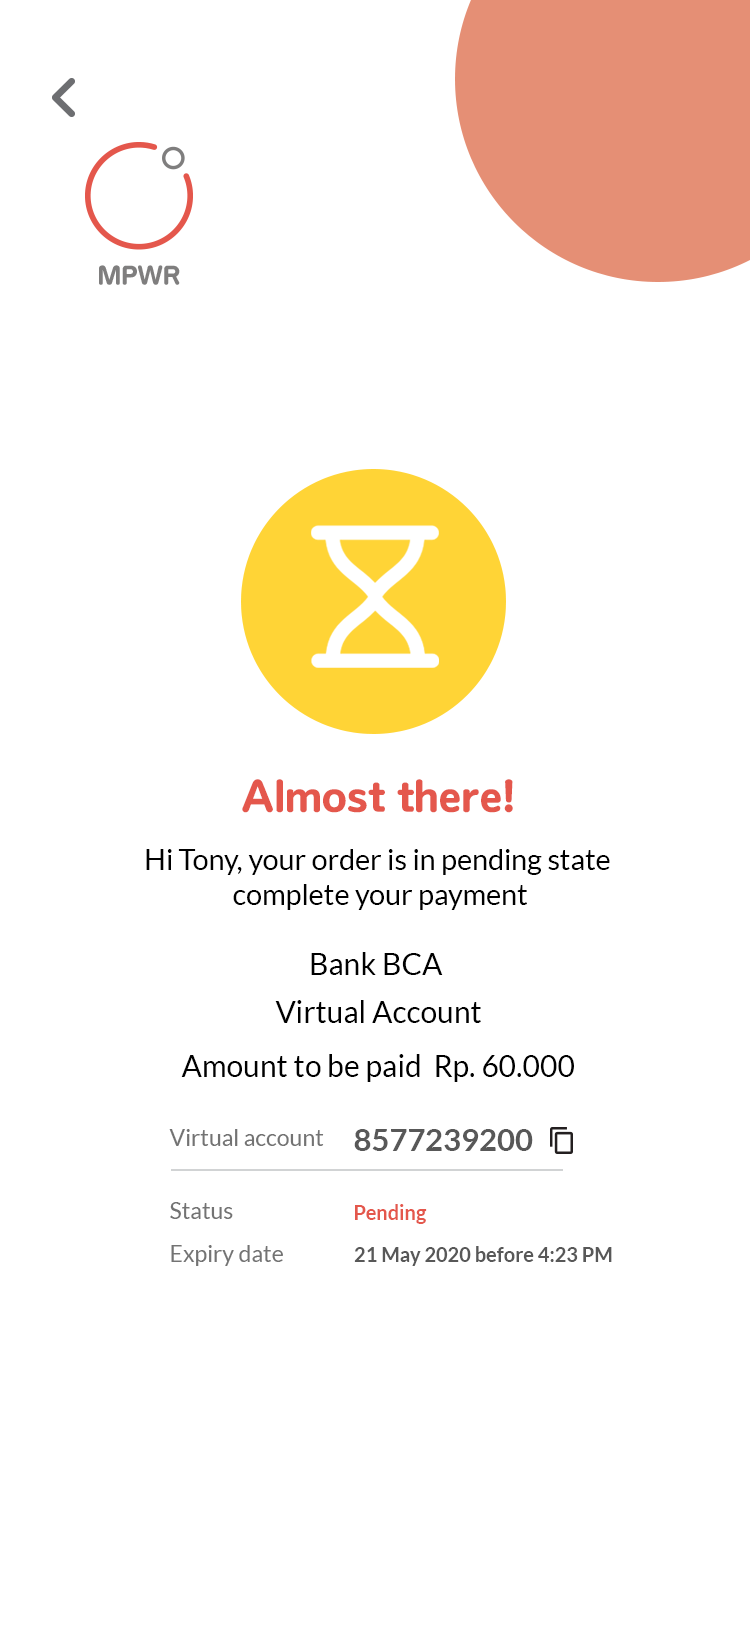 MPWR
Almost there!
Hi Tony, your order is in pending state
complete your payment
Bank BCA
Virtual Account
Amount to be paid  Rp. 60.000
Virtual account 8577239200
Status Pending
Expiry date 21 May 2020 before 4:23 PM